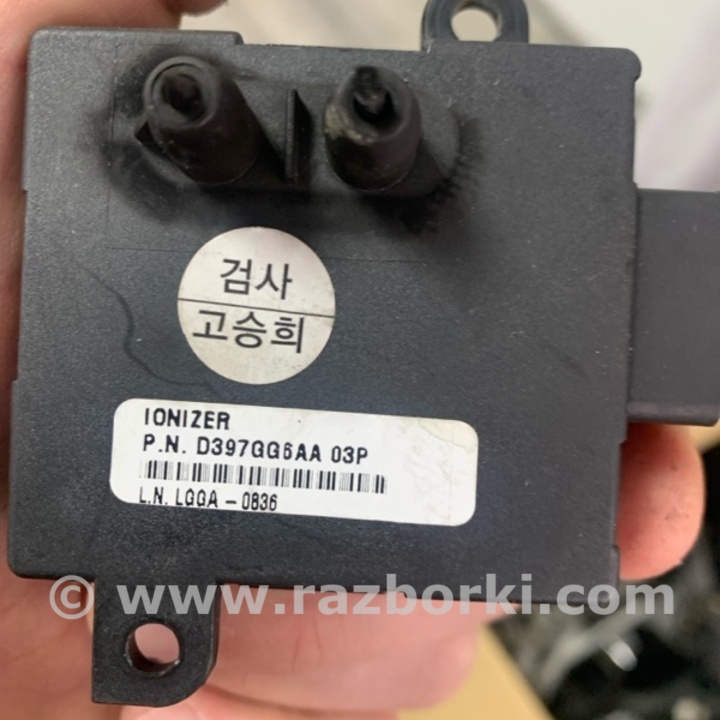 검사
고승희
IONIZER
P.N. D397GG6AA 03P
L.N. LGGA - 0836
© www.razborki.com